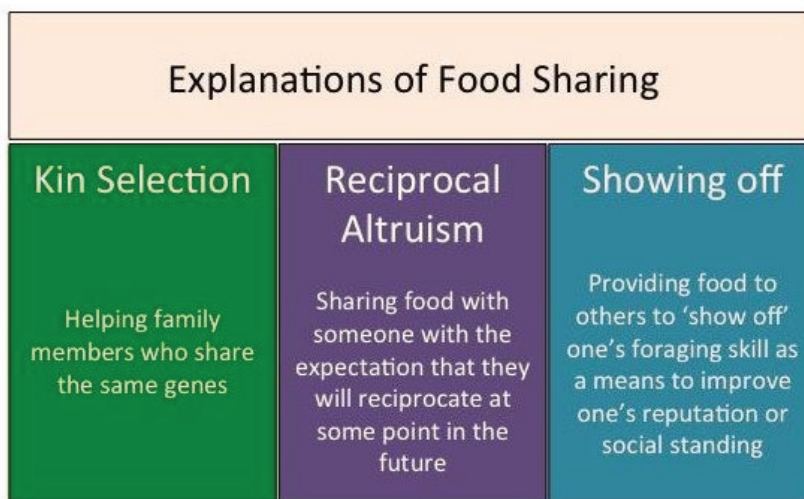 Explanations of Food Sharing
Kin Selection
Helping family
members who share
the same genes
Reciprocal
Altruism
Sharing food with
someone with the
expectation that they
will reciprocate at
some point in the
future
Showing off
Providing food to
others to ‘show off’
one’s foraging skill as
a means to improve
one’s reputation or
social standing